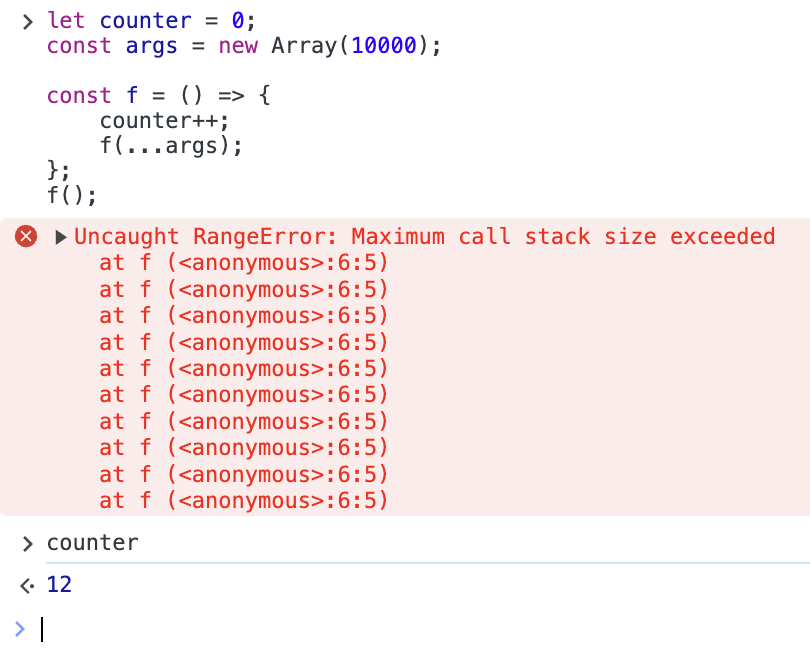 let counter = 0;
const args = new Array(10000);
const f = () => {
counter++;
f(...args);
};
f();
Uncaught RangeError: Maximum call stack size exceeded
at f (<anonymous>:6:5)
at f (<anonymous>:6:5)
at f (<anonymous>:6:5)
at f (<anonymous>:6:5)
at f (<anonymous>:6:5)
at f (<anonymous>:6:5)
at f (<anonymous>:6:5)
at f (<anonymous>:6:5)
at f (<anonymous>:6:5)
at f (<anonymous>:6:5)
counter
12